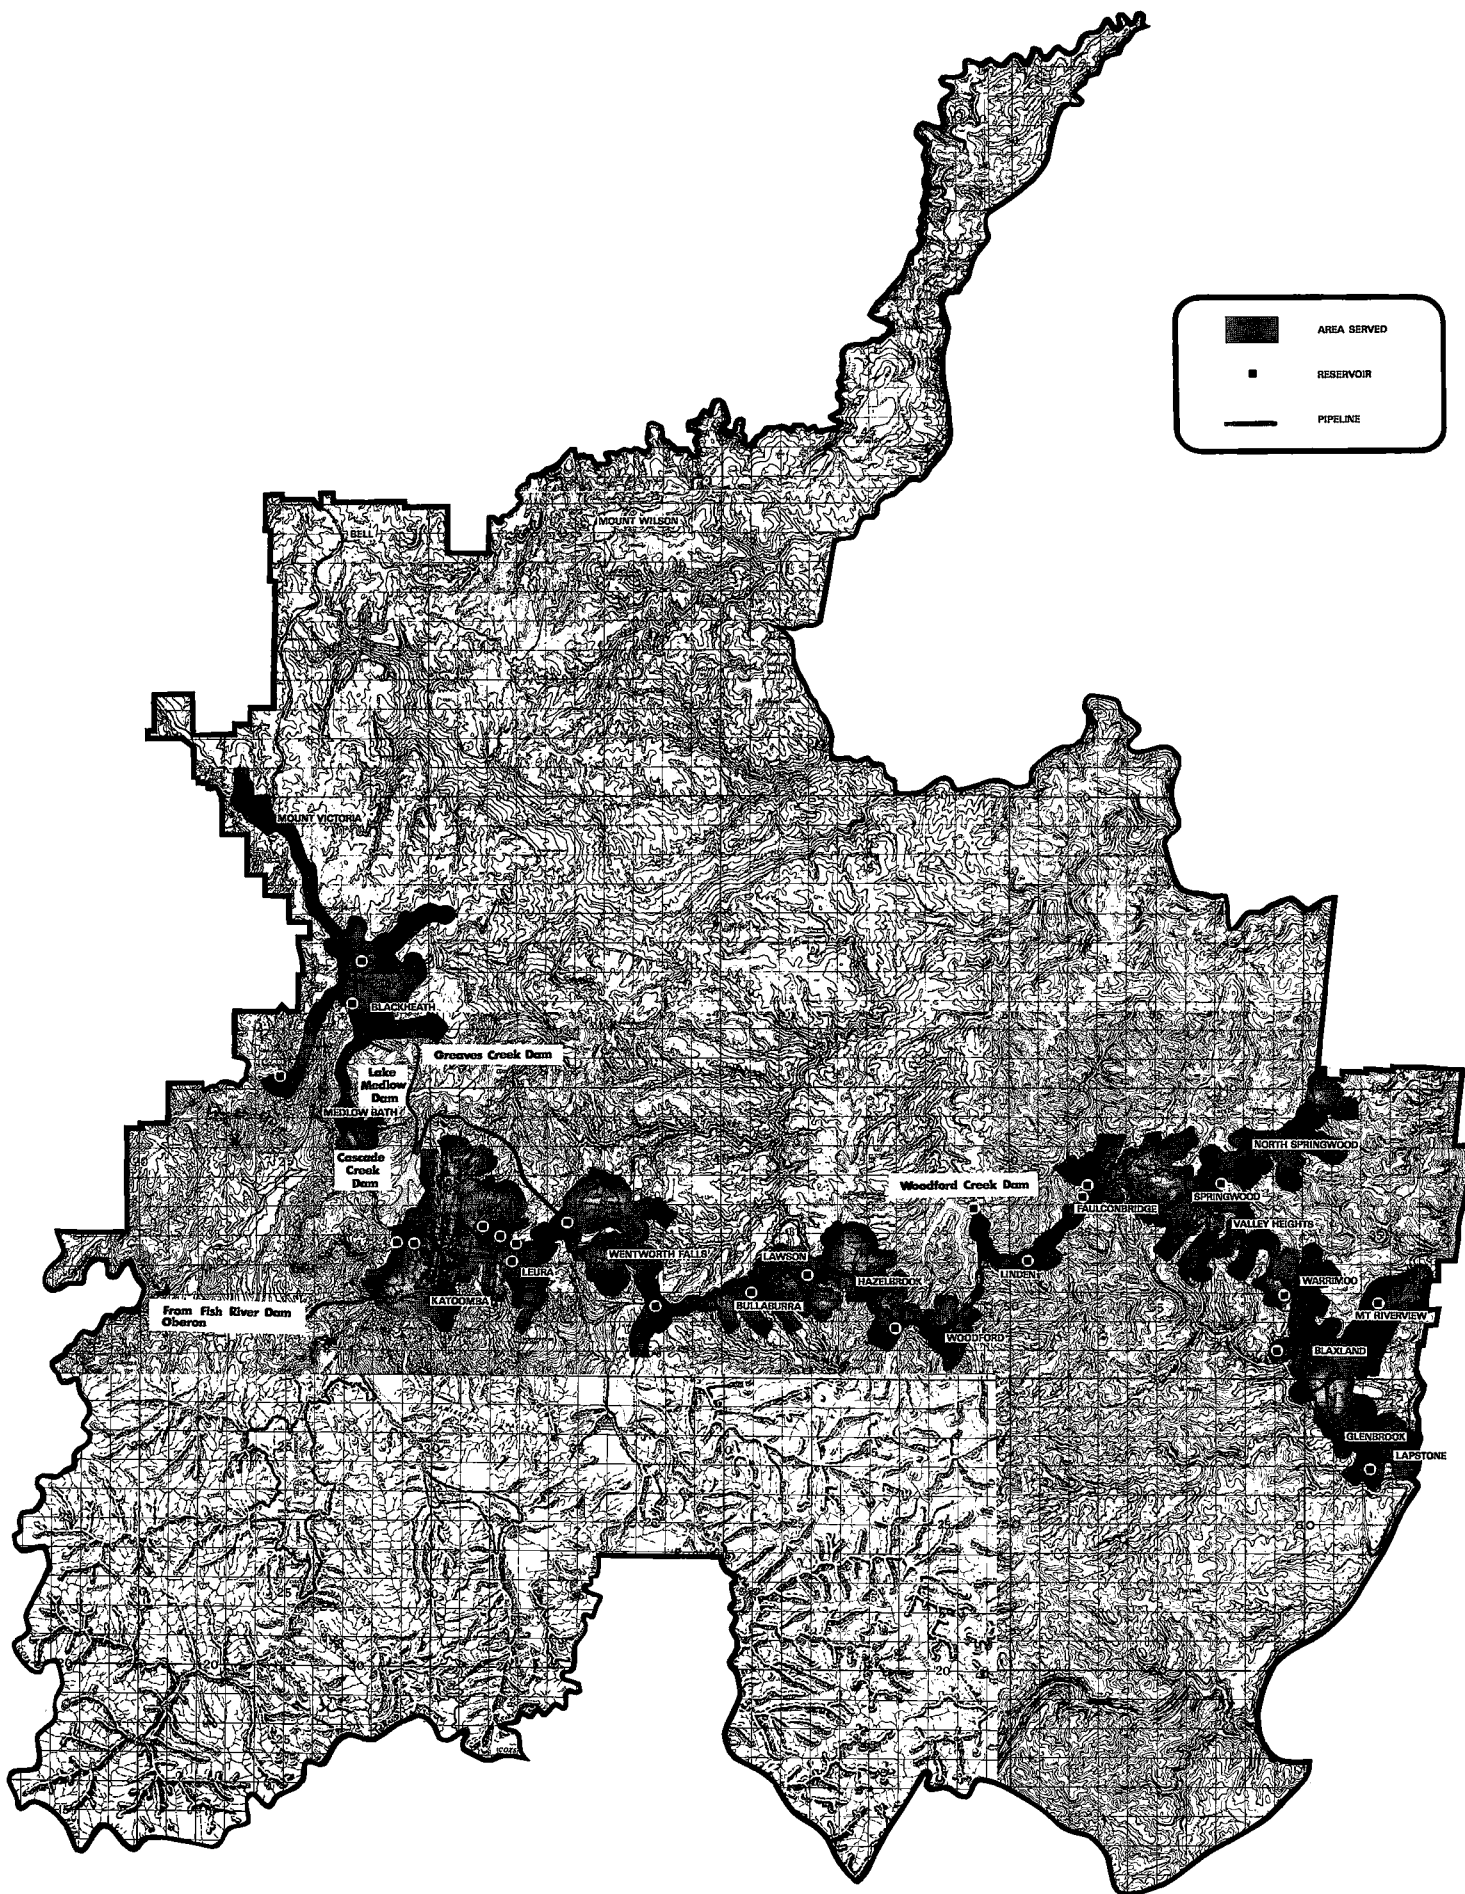 AREA SERVED
RESERVOIR
PIPELINE
BELL
MOUNT WILSON
MOUNT VICTORIA
BLACKHEATH
Greaves Creek Dam
Lake
Medlow
Dam
MEDLOW BATH
Cascade
Creek
Dam
Woodford Creek Dam
NORTH SPRINGWOOD
SPRINGWOOD
FAULCONBRIDGE
VALLEY HEIGHTS
WENTWORTH FALLS
LAWSON
LEURA
LINDEN
HAZELBROOK
WARRIMOO
KATOOMBA
BULLABURRA
From Fish River Dam
Oberon
MT RIVERVIEW
WOODFORD
BLAXLAND
GLENBROOK
LAPSTONE